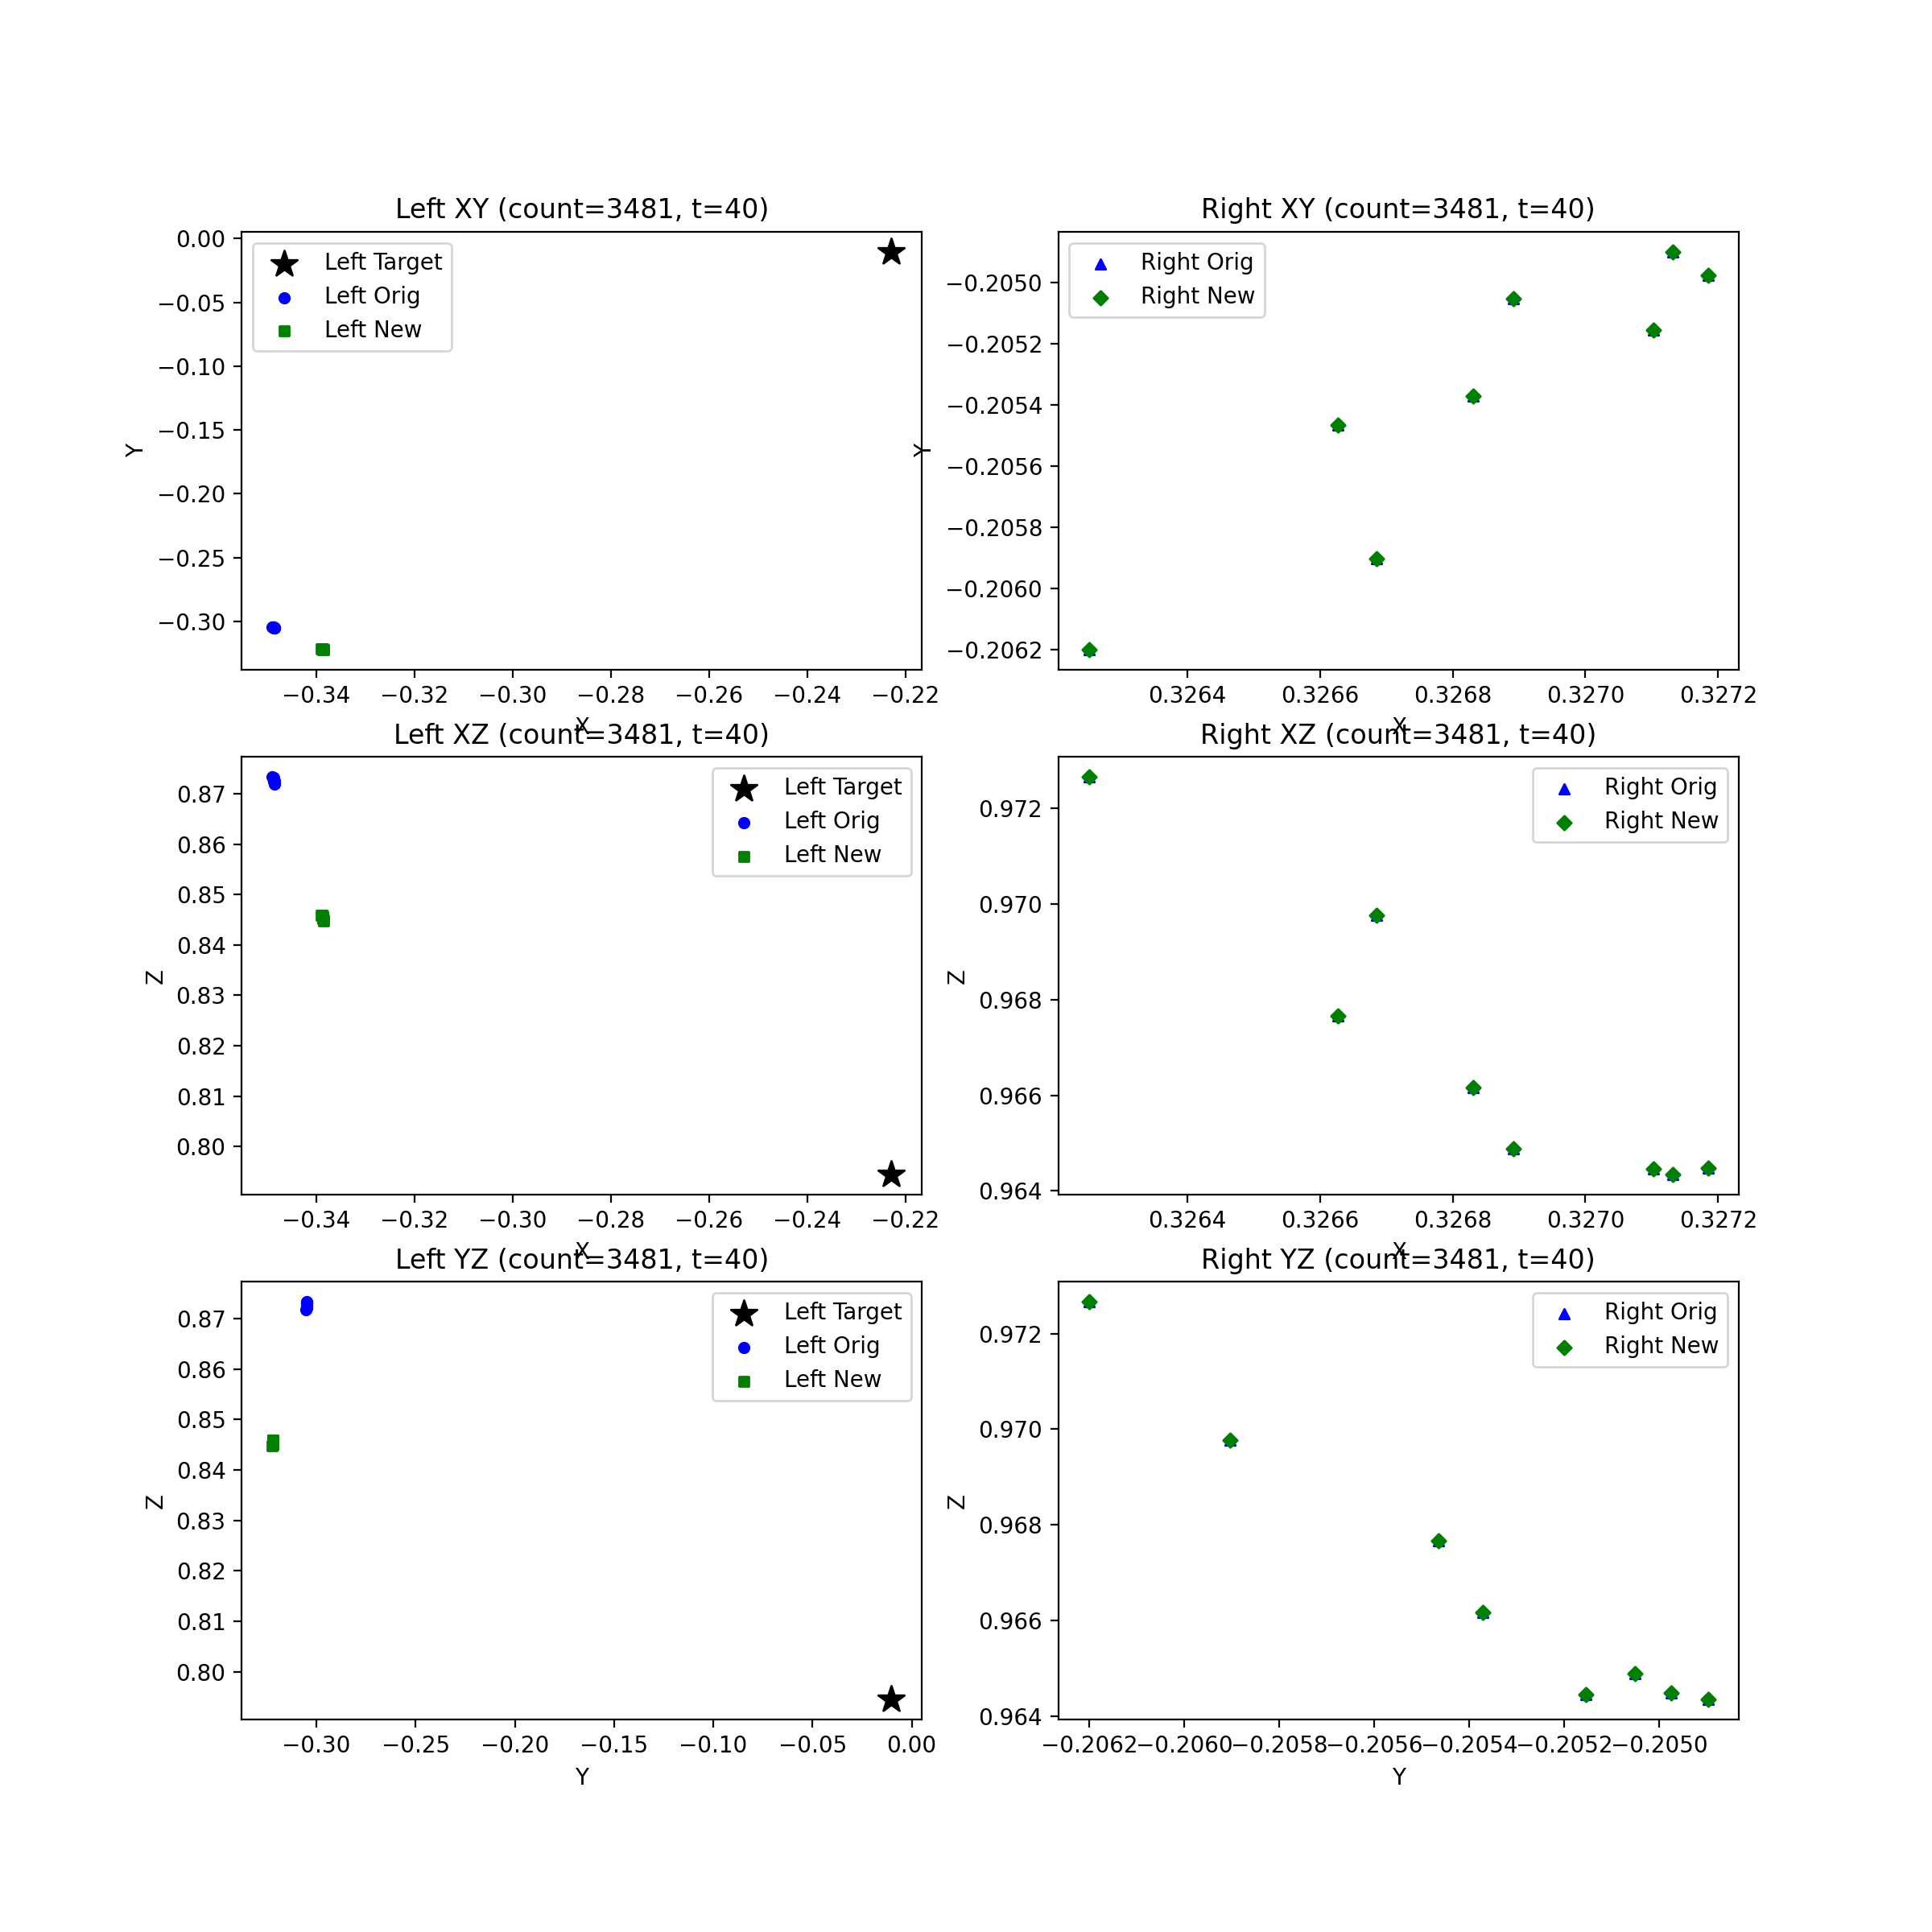 Left XY (count=3481, t=40)
0.00
−0.05
−0.10
−0.15
−0.20
−0.25
−0.30
Y
Left Target
Left Orig
Left New
−0.34
−0.32
−0.30
−0.28
−0.26
−0.24
−0.22
X
Right XY (count=3481, t=40)
−0.2050
−0.2052
−0.2054
−0.2056
−0.2058
−0.2060
−0.2062
Y
Right Orig
Right New
0.3264
0.3266
0.3268
0.3270
0.3272
X
Left XZ (count=3481, t=40)
0.87
0.86
0.85
0.84
0.83
0.82
0.81
0.80
Z
Left Target
Left Orig
Left New
−0.34
−0.32
−0.30
−0.28
−0.26
−0.24
−0.22
X
Right XZ (count=3481, t=40)
0.972
0.970
0.968
0.966
0.964
Z
Right Orig
Right New
0.3264
0.3266
0.3268
0.3270
0.3272
X
Left YZ (count=3481, t=40)
0.87
0.86
0.85
0.84
0.83
0.82
0.81
0.80
Z
Left Target
Left Orig
Left New
−0.30
−0.25
−0.20
−0.15
−0.10
−0.05
0.00
Y
Right YZ (count=3481, t=40)
0.972
0.970
0.968
0.966
0.964
Z
Right Orig
Right New
−0.2062
−0.2060
−0.2058
−0.2056
−0.2054
−0.2052
−0.2050
Y